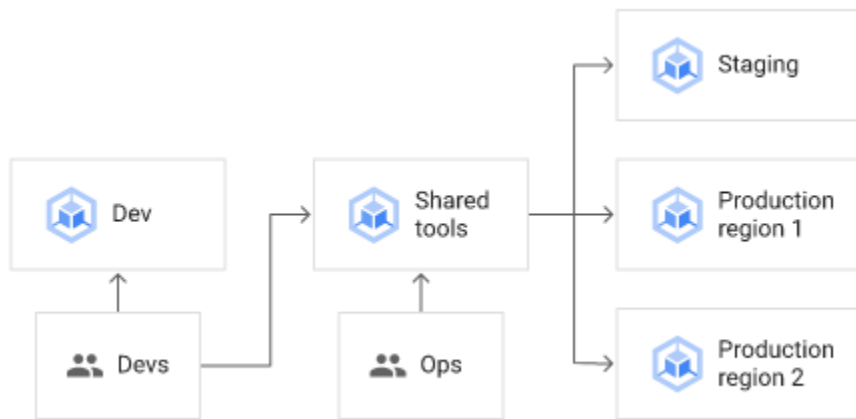 Staging
Dev
Shared
tools
Production
region 1
Devs
Ops
Production
region 2